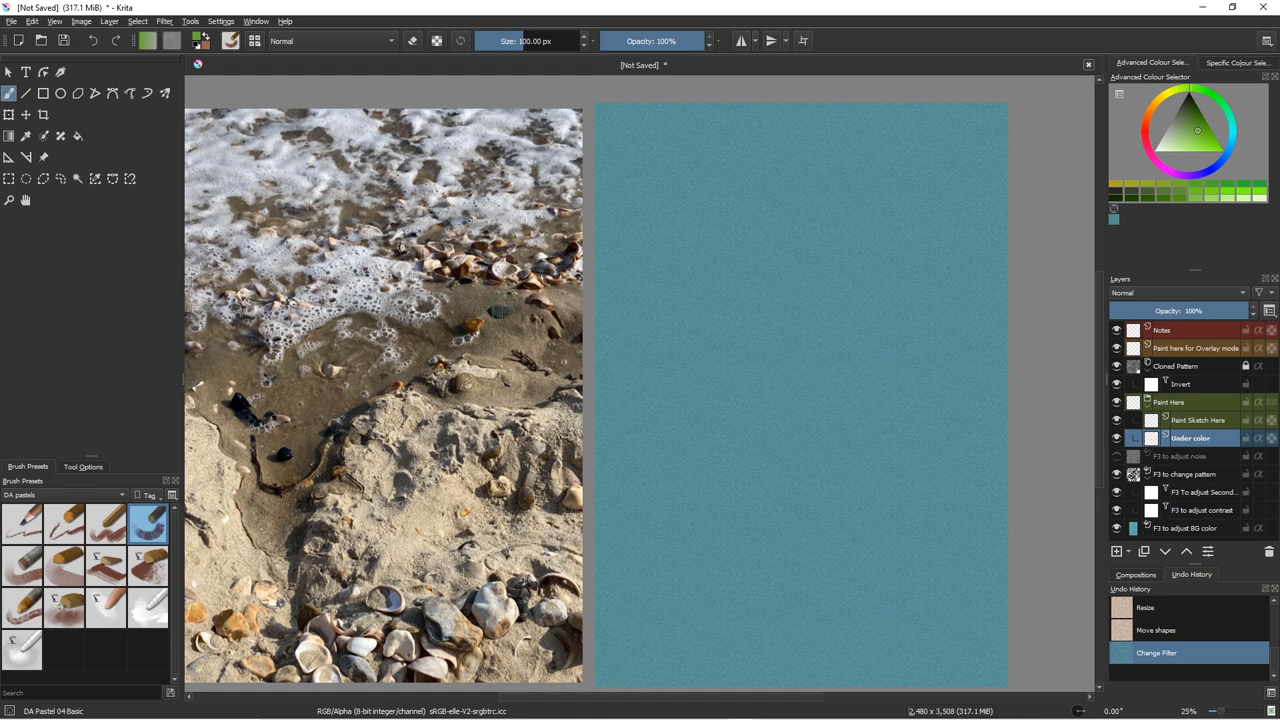 [Not Saved]  (317.1 MiB)  * - Krita
File Edit View Image Layer Select Filter Tools Settings Window Help
Normal
Size: 100.00 px
Opacity: 100%
[Not Saved]  *
Advanced Colour Sele...
Specific Colour Sele...
Advanced Colour Selector
Layers
Normal
Opacity:  100%
Notes
Paint here for Overlay mode
Cloned Pattern
Invert
Paint Here
Paint Sketch Here
Under color
F3 to adjust noise
F3 to change pattern
F3 To adjust Second...
F3 to adjust contrast
F3 to adjust BG color
Compositions
Undo History
Undo History
Resize
Move shapes
Change Filter
Brush Presets
Tool Options
Brush Presets
DA pastels
Tag
Search
DA Pastel 04 Basic
RGB/Alpha (8-bit integer/channel)  sRGB-elle-V2-srgbtrc.icc
2,480 x 3,508 (317.1 MiB)
0.00°
25%